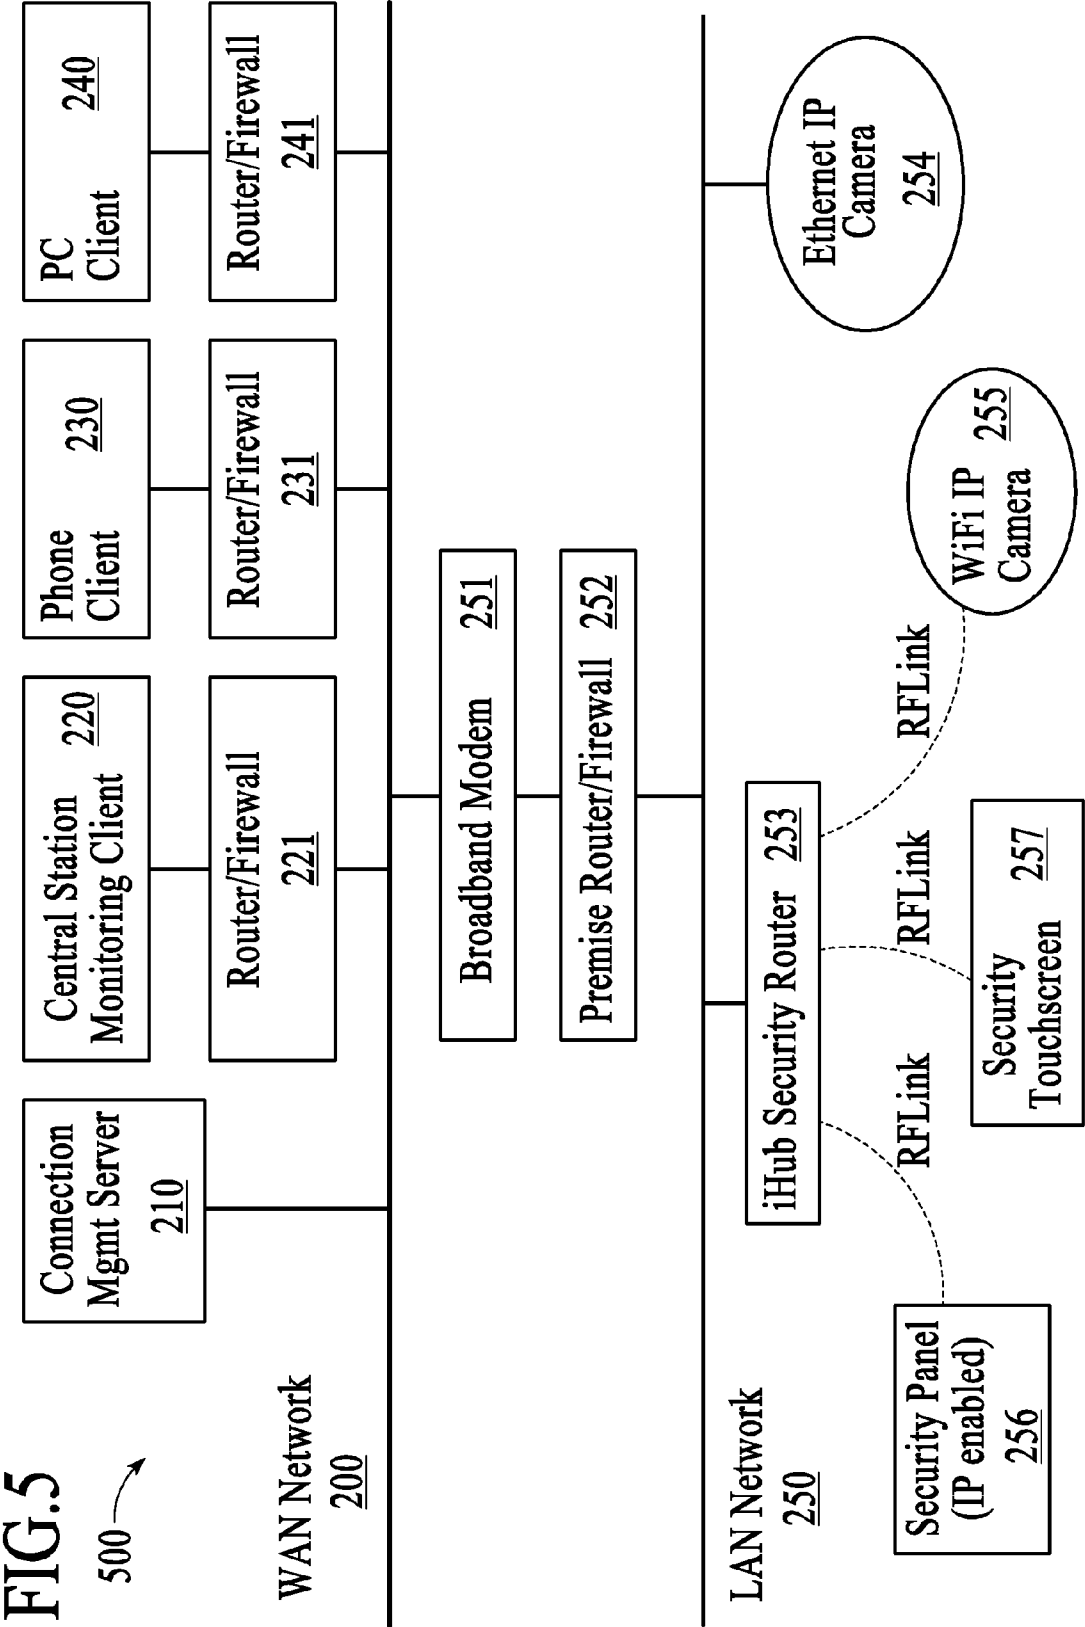 FIG.5
500
WAN Network
200
Connection
Mgmt Server
210
Central Station
Monitoring Client
220
Router/Firewall
221
Phone
Client
230
Router/Firewall
231
PC
Client
240
Router/Firewall
241
Broadband Modem 251
Premise Router/Firewall 252
LAN Network
250
iHub Security Router 253
RFLink
RFLink
RFLink
Security Panel
(IP enabled)
256
Security
Touchscreen
257
WiFi IP
Camera
255
Ethernet IP
Camera
254